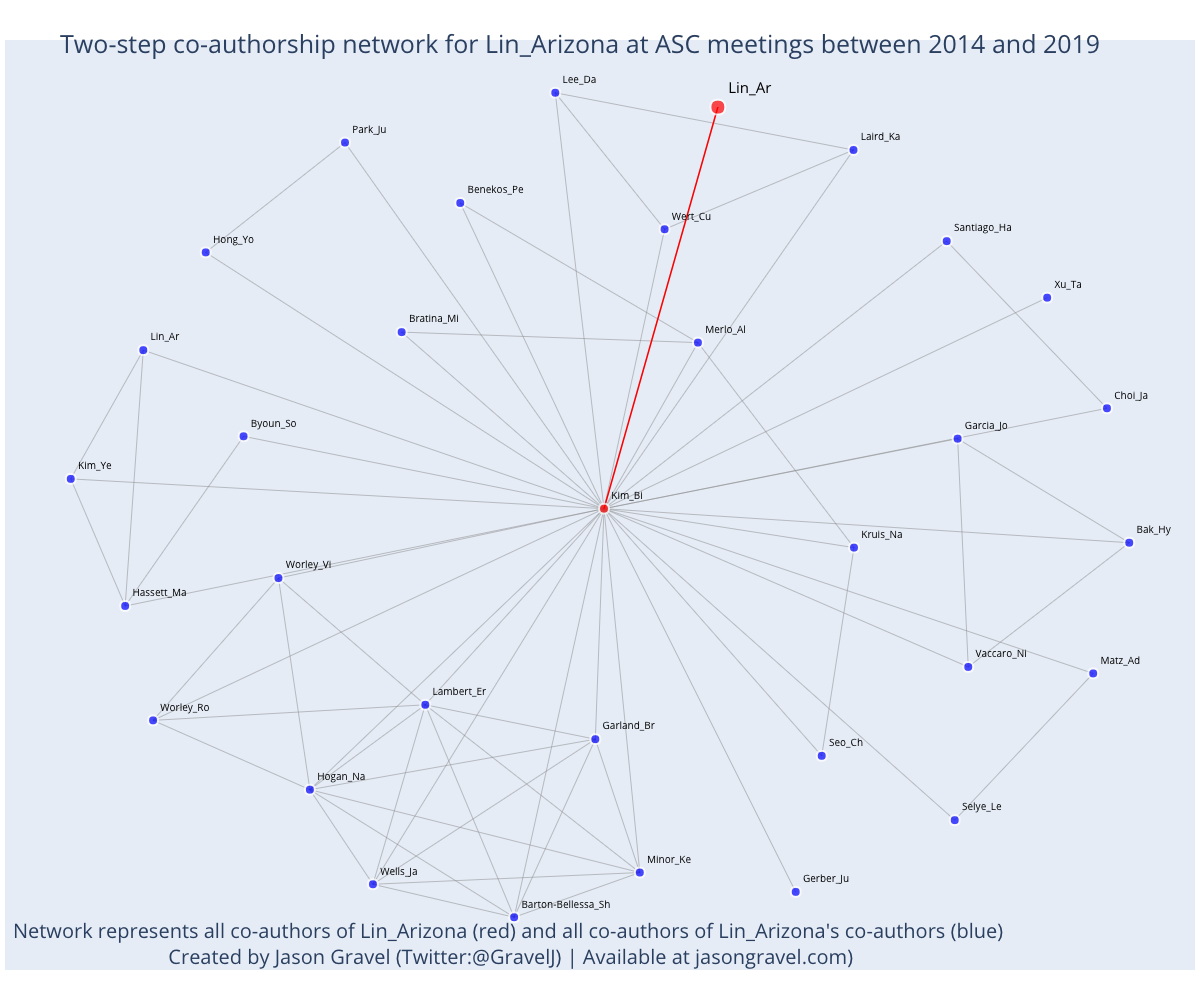 Two-step co-authorship network for Lin_Arizona at ASC meetings between 2014 and 2019
Lee_Da
Lin_Ar
Park_Ju
Laird_Ka
Benekos_Pe
Wert_Cu
Santiago_Ha
Hong_Yo
Xu_Ta
Bratina_Mi
Merlo_Al
Lin_Ar
Choi_Ja
Byoun_So
Garcia_Jo
Kim_Ye
Kim_Bi
Bak_Hy
Kruis_Na
Worley_Vi
Hassett_Ma
Vaccaro_Ni
Matz_Ad
Lambert_Er
Worley_Ro
Garland_Br
Seo_Ch
Hogan_Na
Selye_Le
Minor_Ke
Wells_Ja
Gerber_Ju
Barton-Bellessa_Sh
Network represents all co-authors of Lin_Arizona (red) and all co-authors of Lin_Arizona's co-authors (blue)
Created by Jason Gravel (Twitter:@GravelJ) | Available at jasongravel.com)